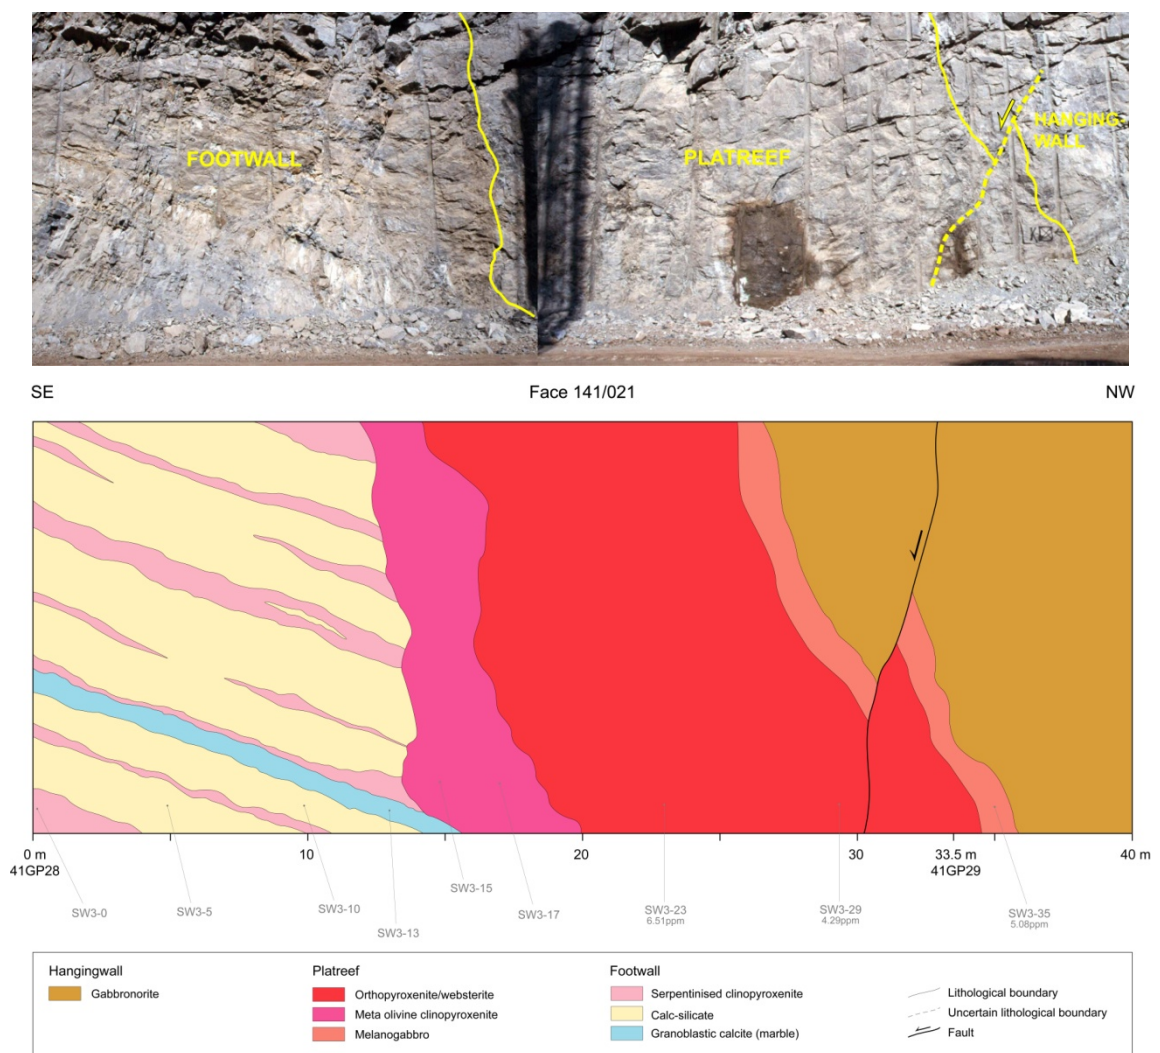 FOOTWALL
PLATREEF
HANGING-
WALL
SE
Face 141/021
NW
0 m
10
20
30
33.5 m
40 m
41GP28
41GP29
SW3-0
SW3-5
SW3-10
SW3-13
SW3-15
SW3-17
SW3-23
6.51ppm
SW3-29
4.29ppm
SW3-35
5.08ppm
Hangingwall
Gabbronorite
Platreef
Orthopyroxenite/websterite
Meta olivine clinopyroxenite
Melanogabbro
Footwall
Serpentinised clinopyroxenite
Calc-silicate
Granoblastic calcite (marble)
Lithological boundary
Uncertain lithological boundary
Fault